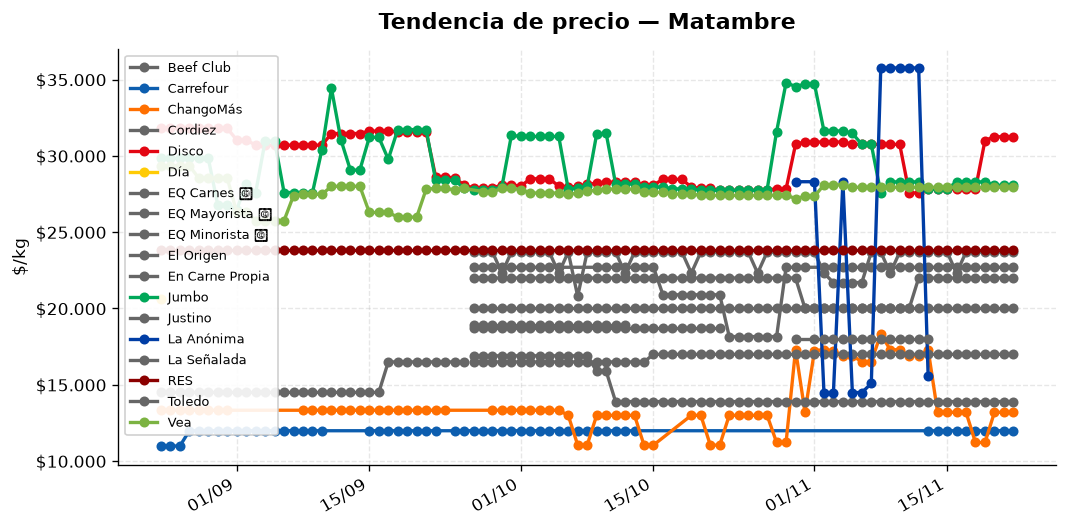 Tendencia de precio — Matambre
$/kg
$35.000
$30.000
$25.000
$20.000
$15.000
$10.000
Beef Club
Carrefour
ChangoMás
Cordiez
Disco
Día
EQ Carnes
EQ Mayorista
EQ Minorista
El Origen
En Carne Propia
Jumbo
Justino
La Anónima
La Señalada
RES
Toledo
Vea
01/09
15/09
01/10
15/10
01/11
15/11